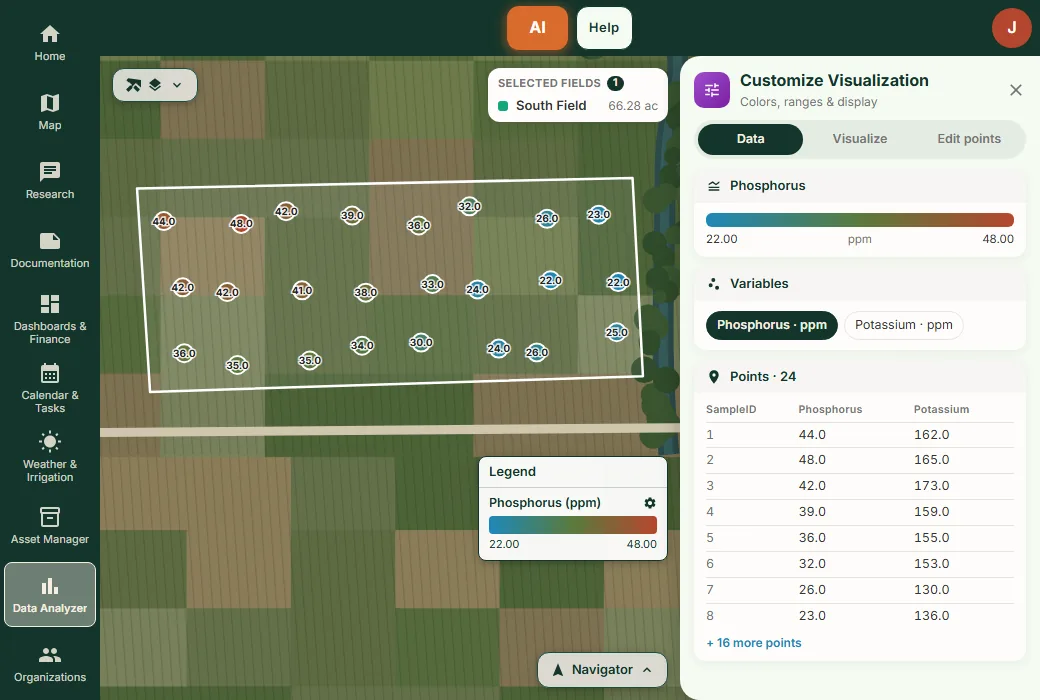 AI
Help
J
Home
Map
Research
Documentation
Dashboards &
Finance
Calendar &
Tasks
Weather &
Irrigation
Asset Manager
Data Analyzer
Organizations
SELECTED FIELDS 1
South Field 66.28 ac
44.0
48.0
42.0
39.0
36.0
32.0
26.0
23.0
42.0
42.0
41.0
38.0
33.0
24.0
22.0
22.0
36.0
35.0
35.0
34.0
30.0
24.0
26.0
25.0
Legend
Phosphorus (ppm)
22.00 48.00
Navigator
Customize Visualization
Colors, ranges & display
Data Visualize Edit points
Phosphorus
22.00 ppm 48.00
Variables
Phosphorus · ppm Potassium · ppm
Points · 24
SampleID Phosphorus Potassium
1 44.0 162.0
2 48.0 165.0
3 42.0 173.0
4 39.0 159.0
5 36.0 155.0
6 32.0 153.0
7 26.0 130.0
8 23.0 136.0
+ 16 more points